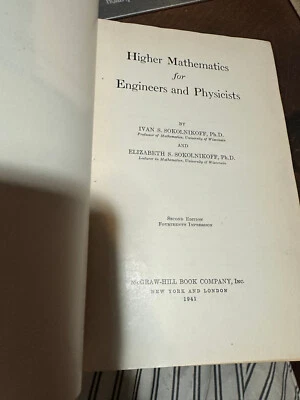 Higher Mathematics
for
Engineers and Physicists
BY
IVAN S. SOKOLNIKOFF, Ph.D.
Professor of Mathematics, University of Wisconsin
AND
ELIZABETH S. SOKOLNIKOFF, Ph.D.
Lecturer in Mathematics, University of Wisconsin
Second Edition
Fourteenth Impression
McGRAW-HILL BOOK COMPANY, Inc.
NEW YORK AND LONDON
1941